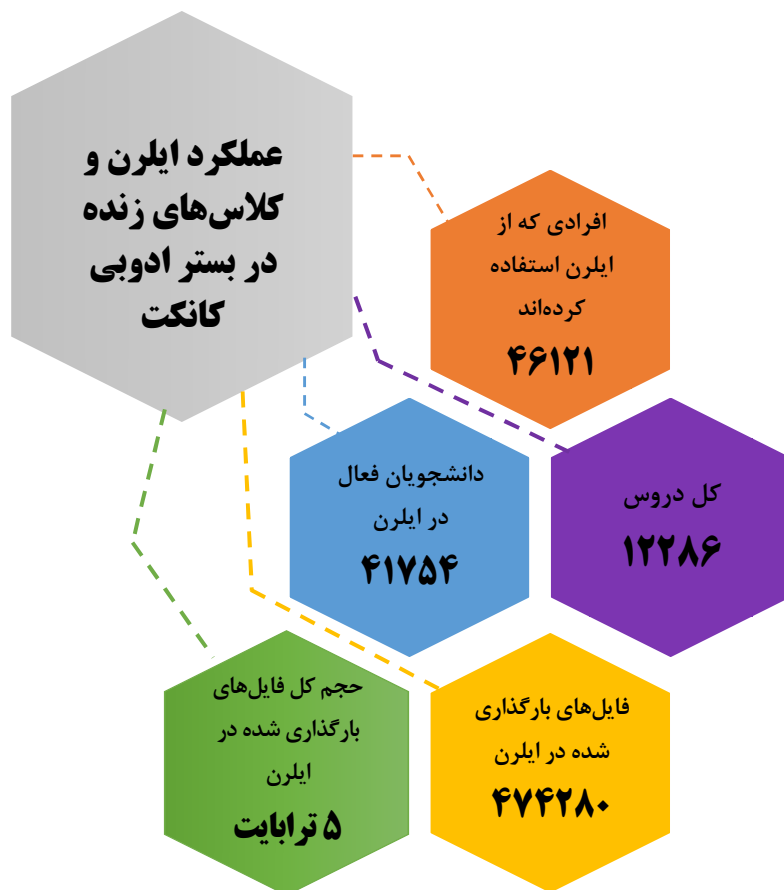 عملکرد ایلرن و
کلاس‌های زنده
در بستر ادوبی
کانکت
افرادی که از
ایلرن استفاده
کرده‌اند
۴۶۱۲۱
کل دروس
۱۲۲۸۶
دانشجویان فعال
در ایلرن
۴۱۷۵۴
فایل‌های بارگذاری
شده در ایلرن
۴۷۴۲۸۰
حجم کل فایل‌های
بارگذاری شده در
ایلرن
۵ ترابایت